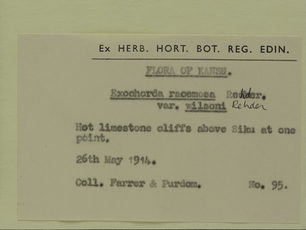 Ex HERB. HORT. BOT. REG. EDIN.
FLORA OF KANSU.
Exochorda racemosa Rehder.
var. wilsoni Rehder
Hot limestone cliffs above Siku at one
point.
26th May 1914.
Coll. Farrer & Purdom. No. 95.